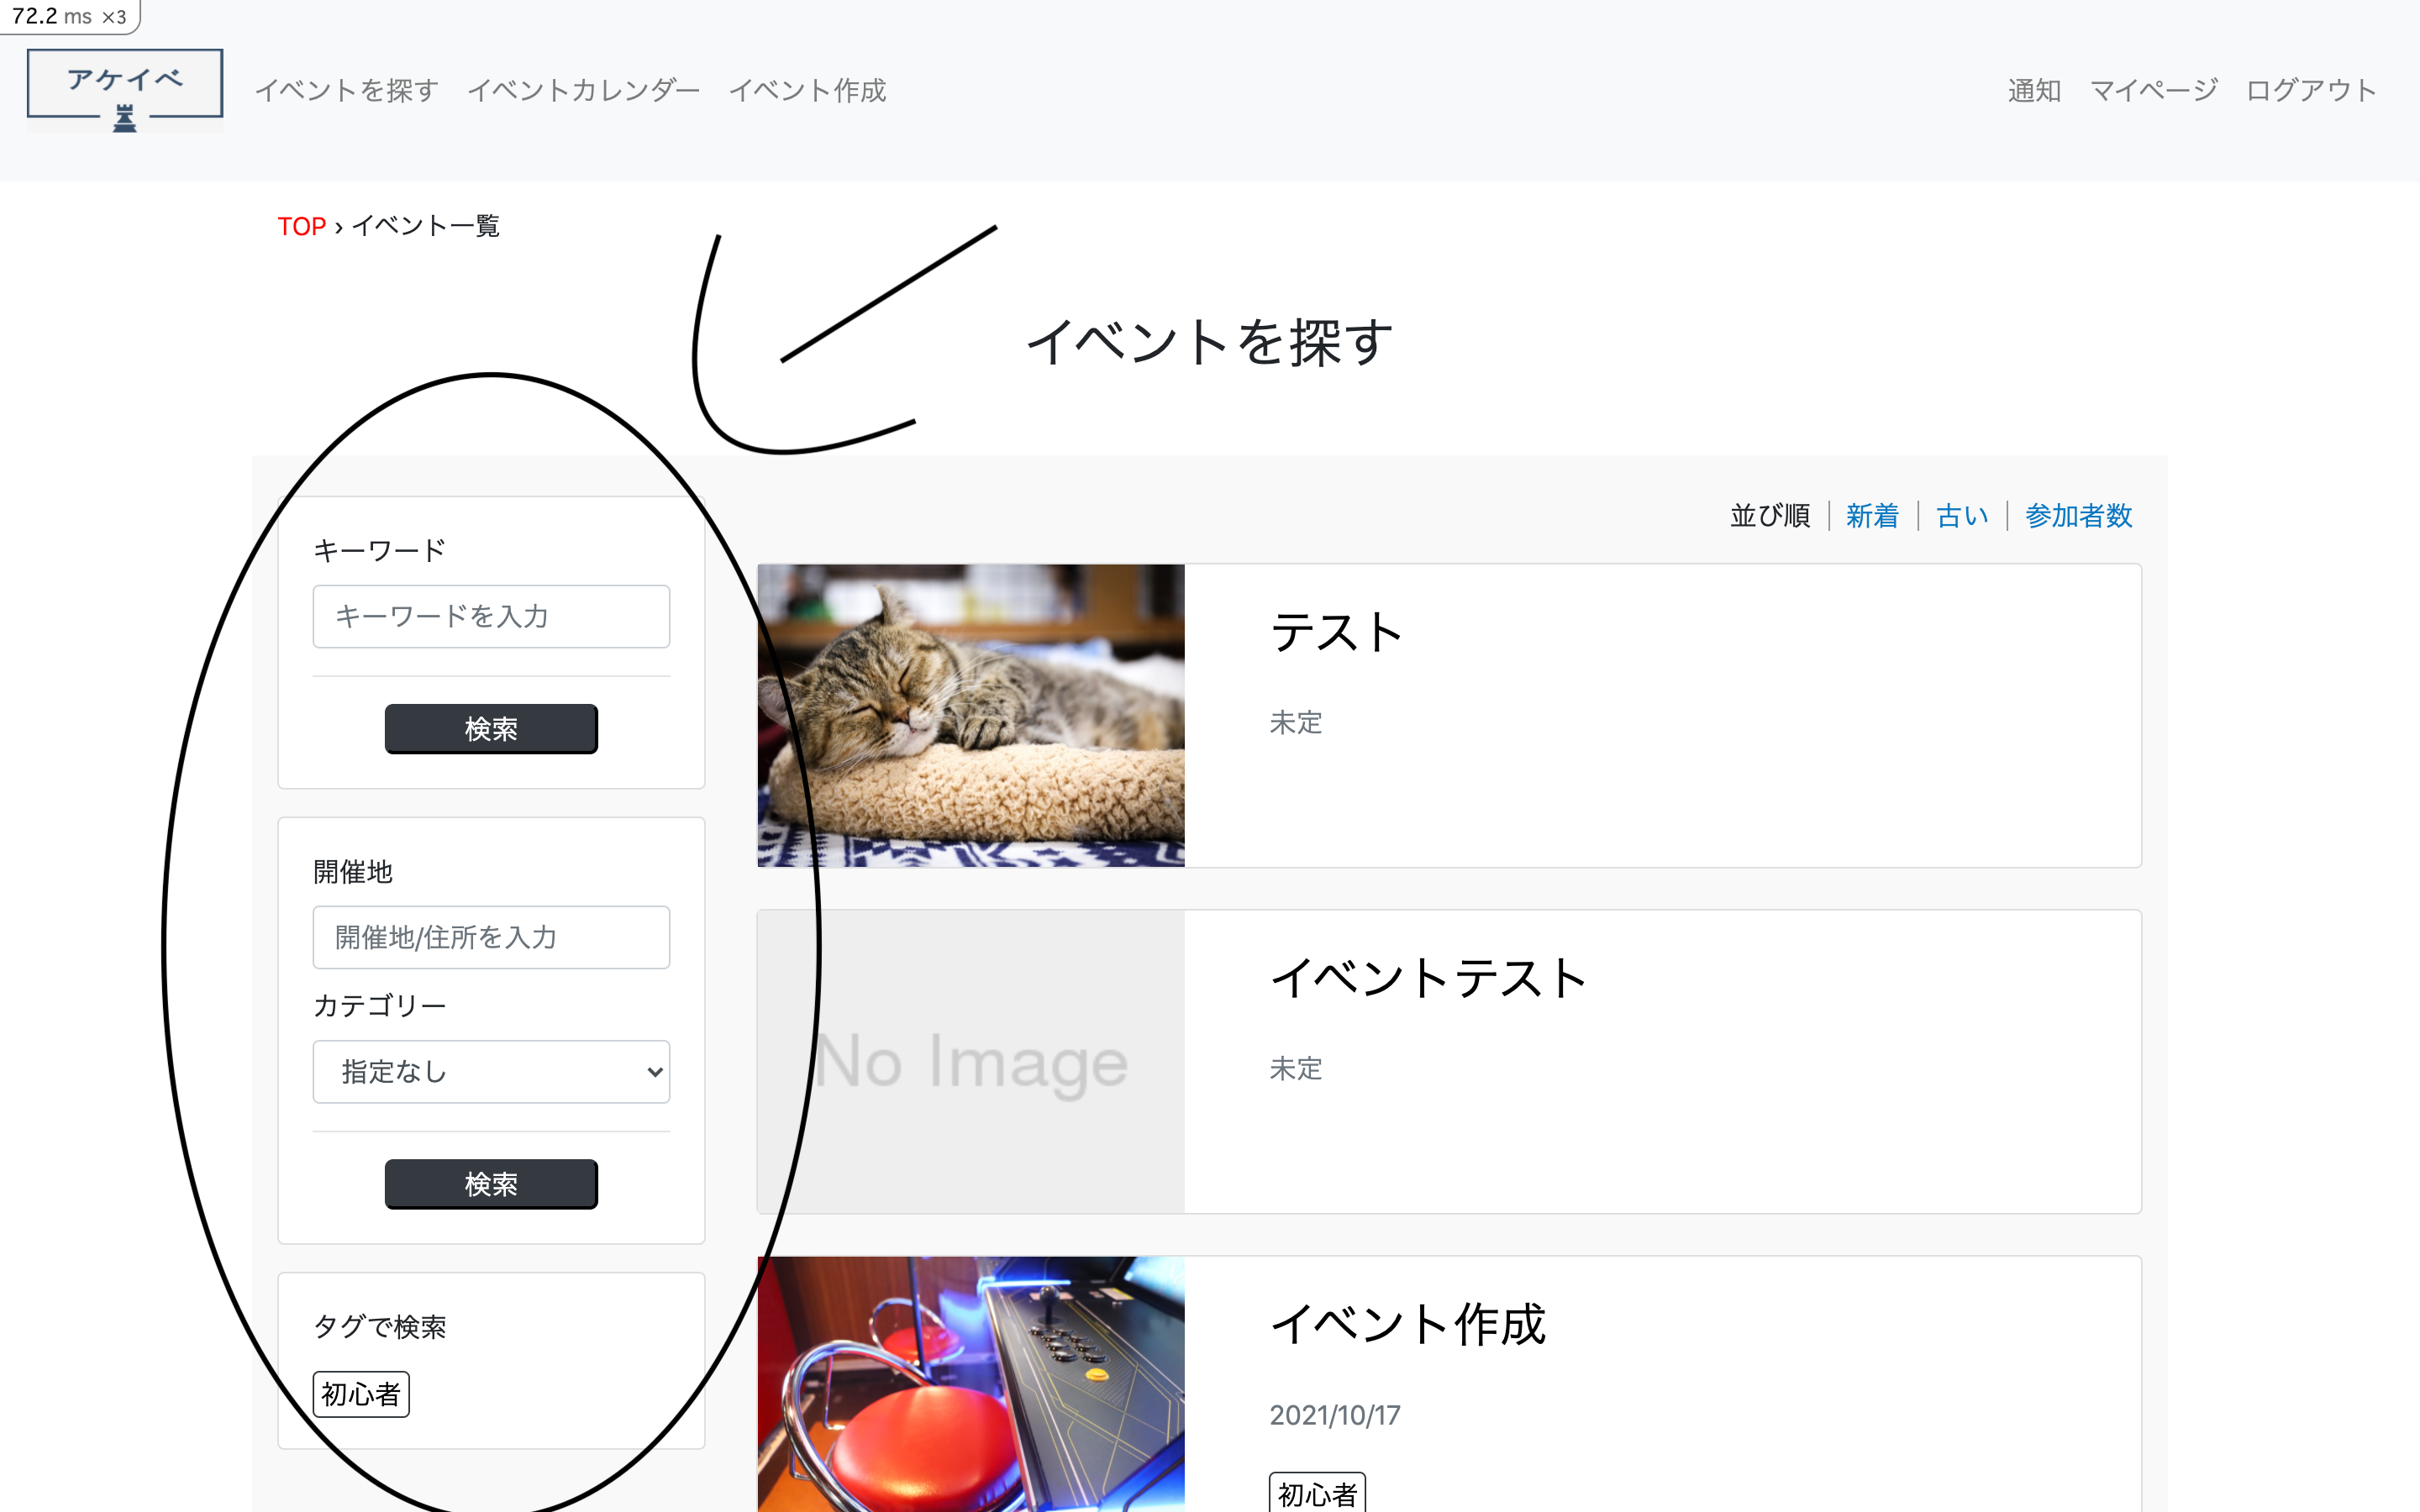 72.2 ms ×3
アケイベ
イベントを探す イベントカレンダー イベント作成
通知 マイページ ログアウト
TOP › イベント一覧
イベントを探す
キーワード
キーワードを入力
検索
開催地
開催地/住所を入力
カテゴリー
指定なし
検索
タグで検索
初心者
並び順 新着 古い 参加者数
テスト
未定
No Image
イベントテスト
未定
イベント作成
2021/10/17
初心者